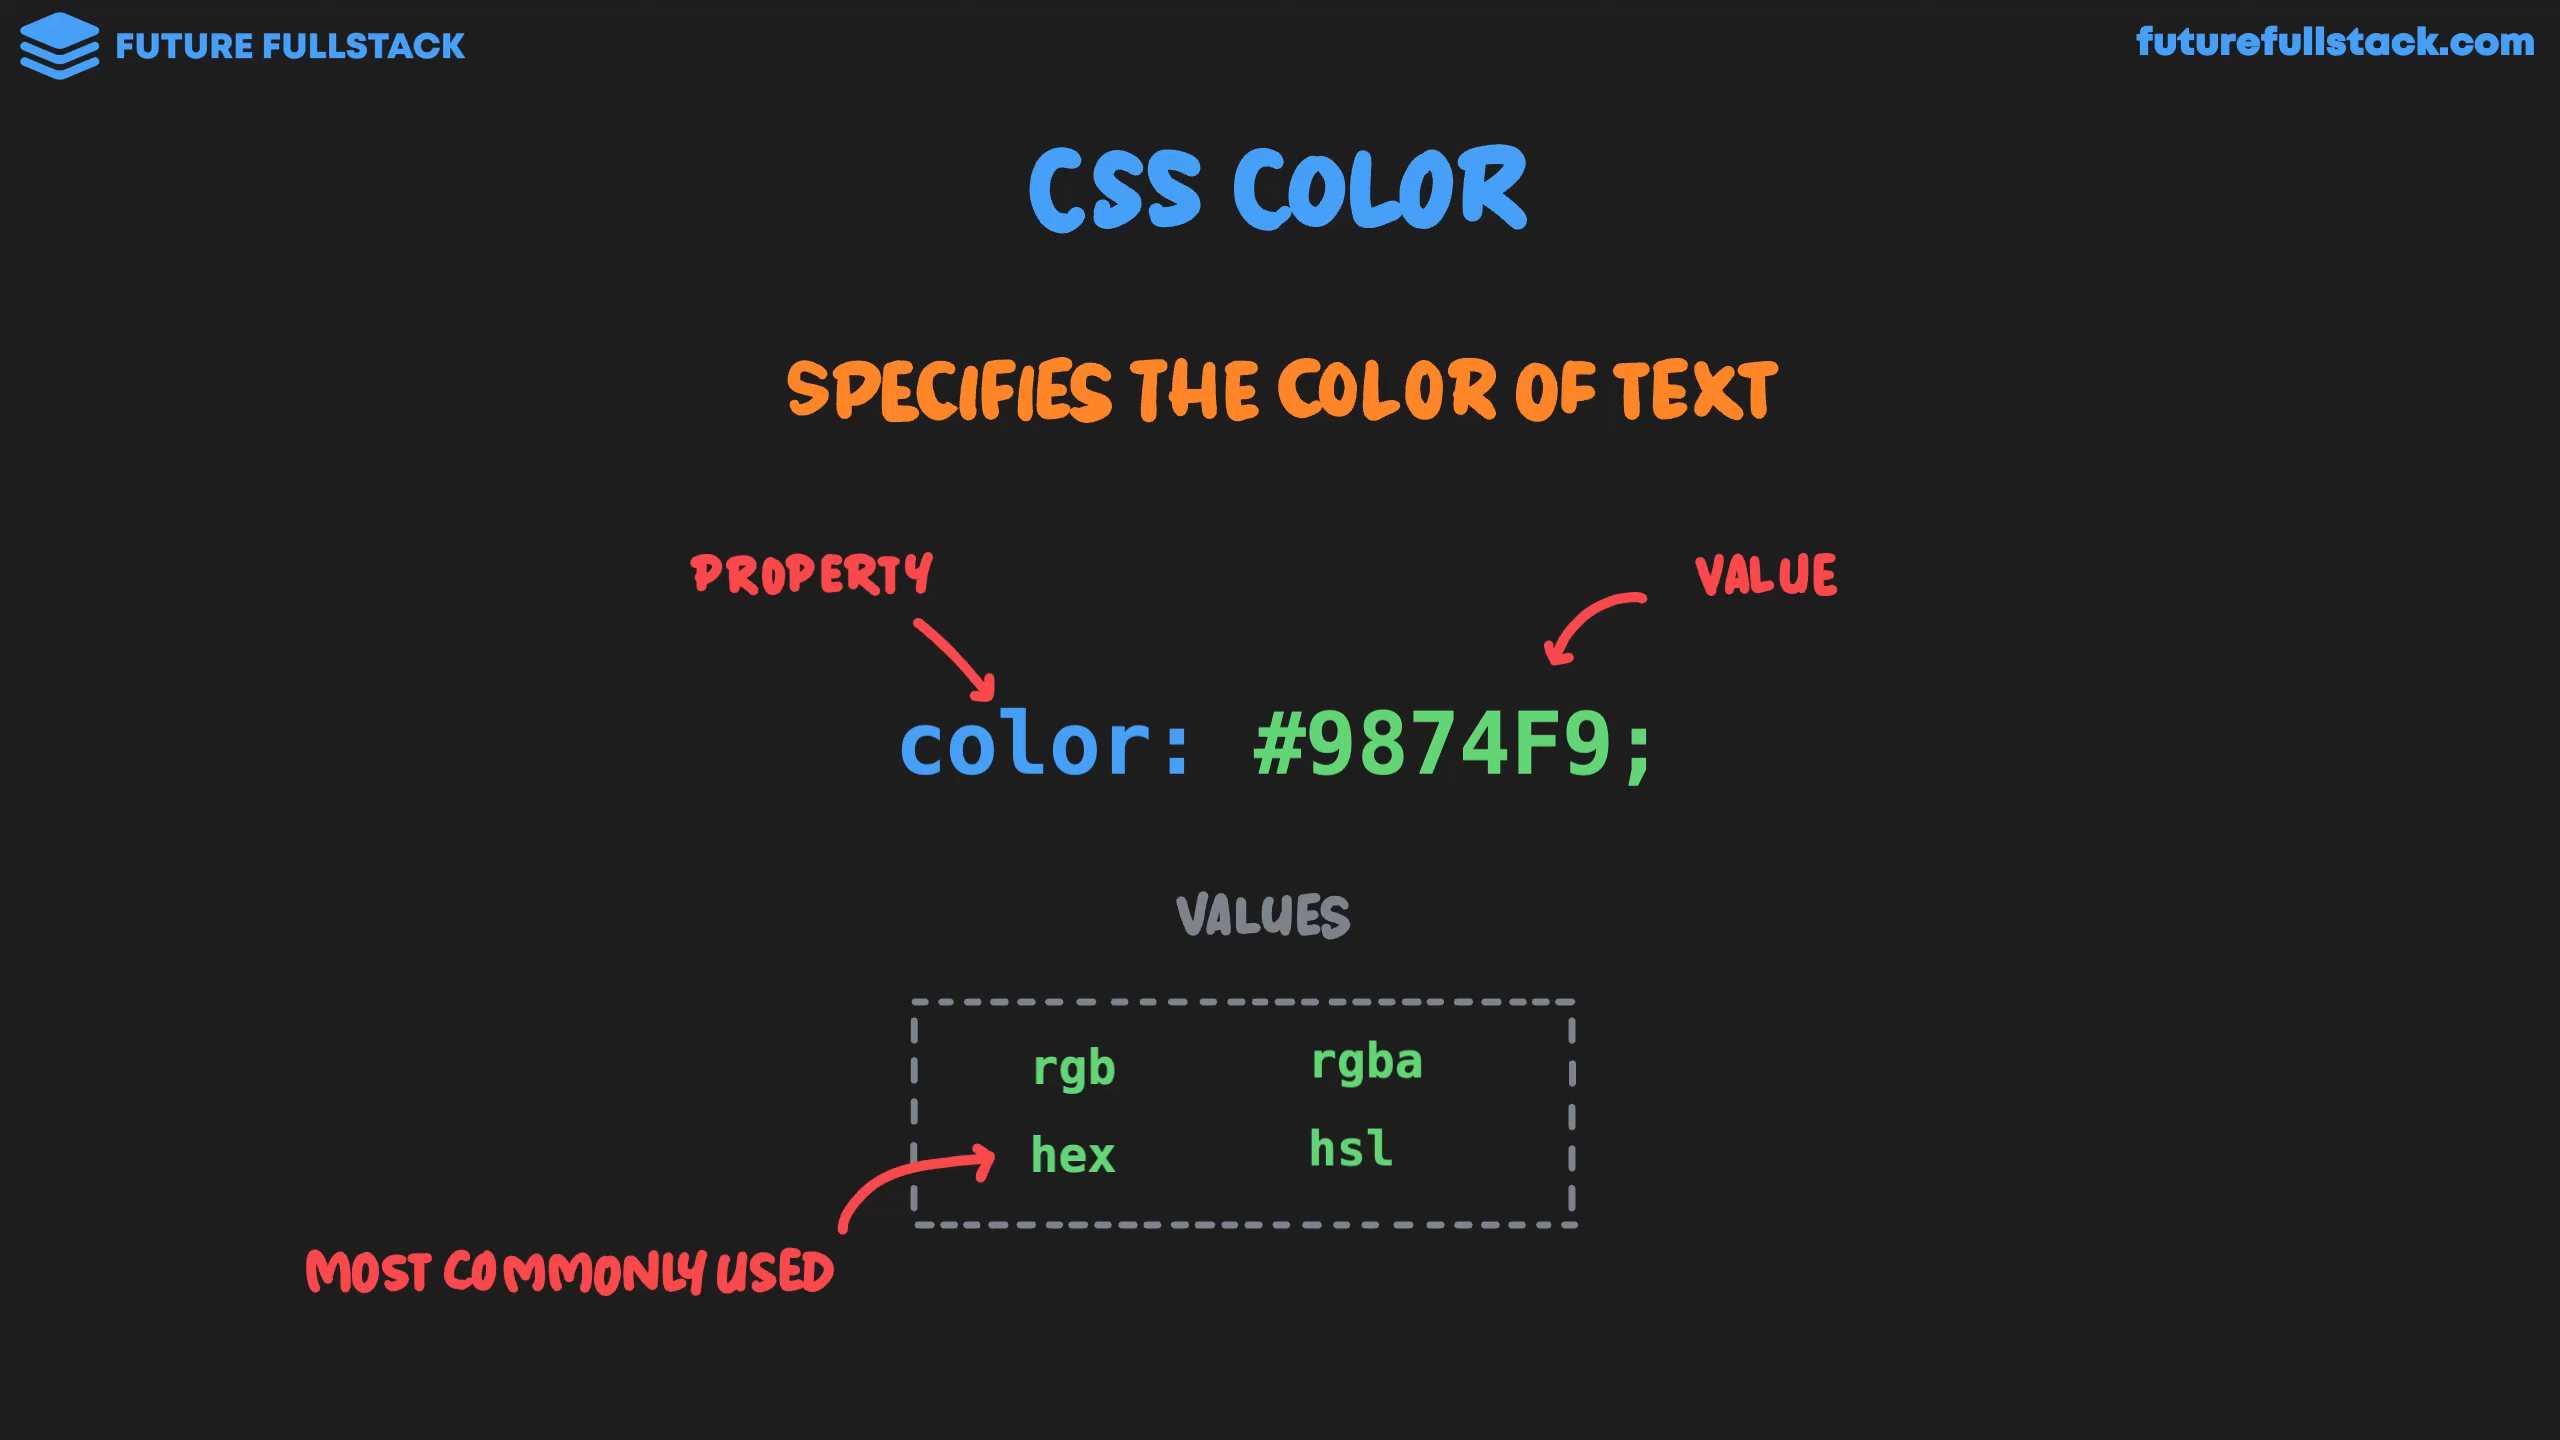 FUTURE FULLSTACK
futurefullstack.com
CSS COLOR
SPECIFIES THE COLOR OF TEXT
PROPERTY
VALUE
color: #9874F9;
VALUES
rgb rgba
hex hsl
MOST COMMONLY USED